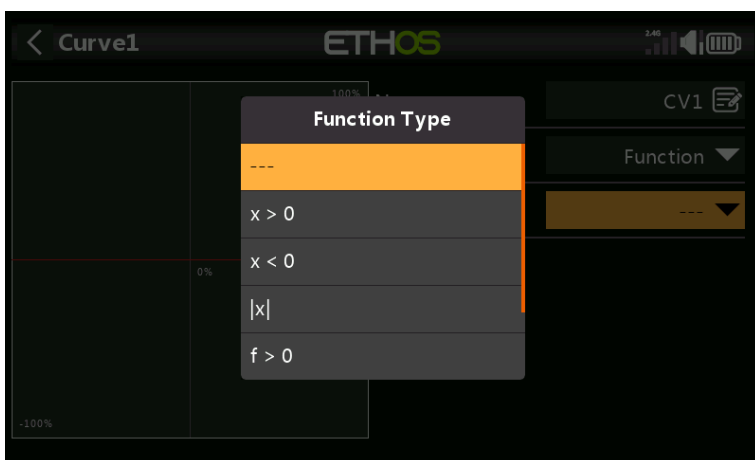 Curve1
ETHOS
2.4G
100%
CV1
Function Type
Function
---
---
x > 0
x < 0
0%
|x|
f > 0
-100%